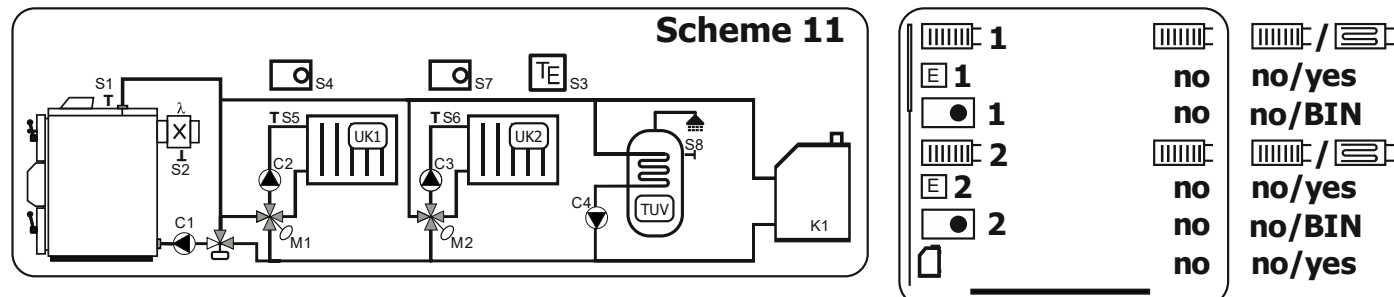 Scheme 11
S1
λ
S2
C1
S4
S5
UK1
C2
M1
S7
S6
UK2
C3
M2
TE S3
S8
C4
TUV
K1
1
E 1 no no/yes
1 no no/BIN
2
E 2 no no/yes
2 no no/BIN
no no/yes